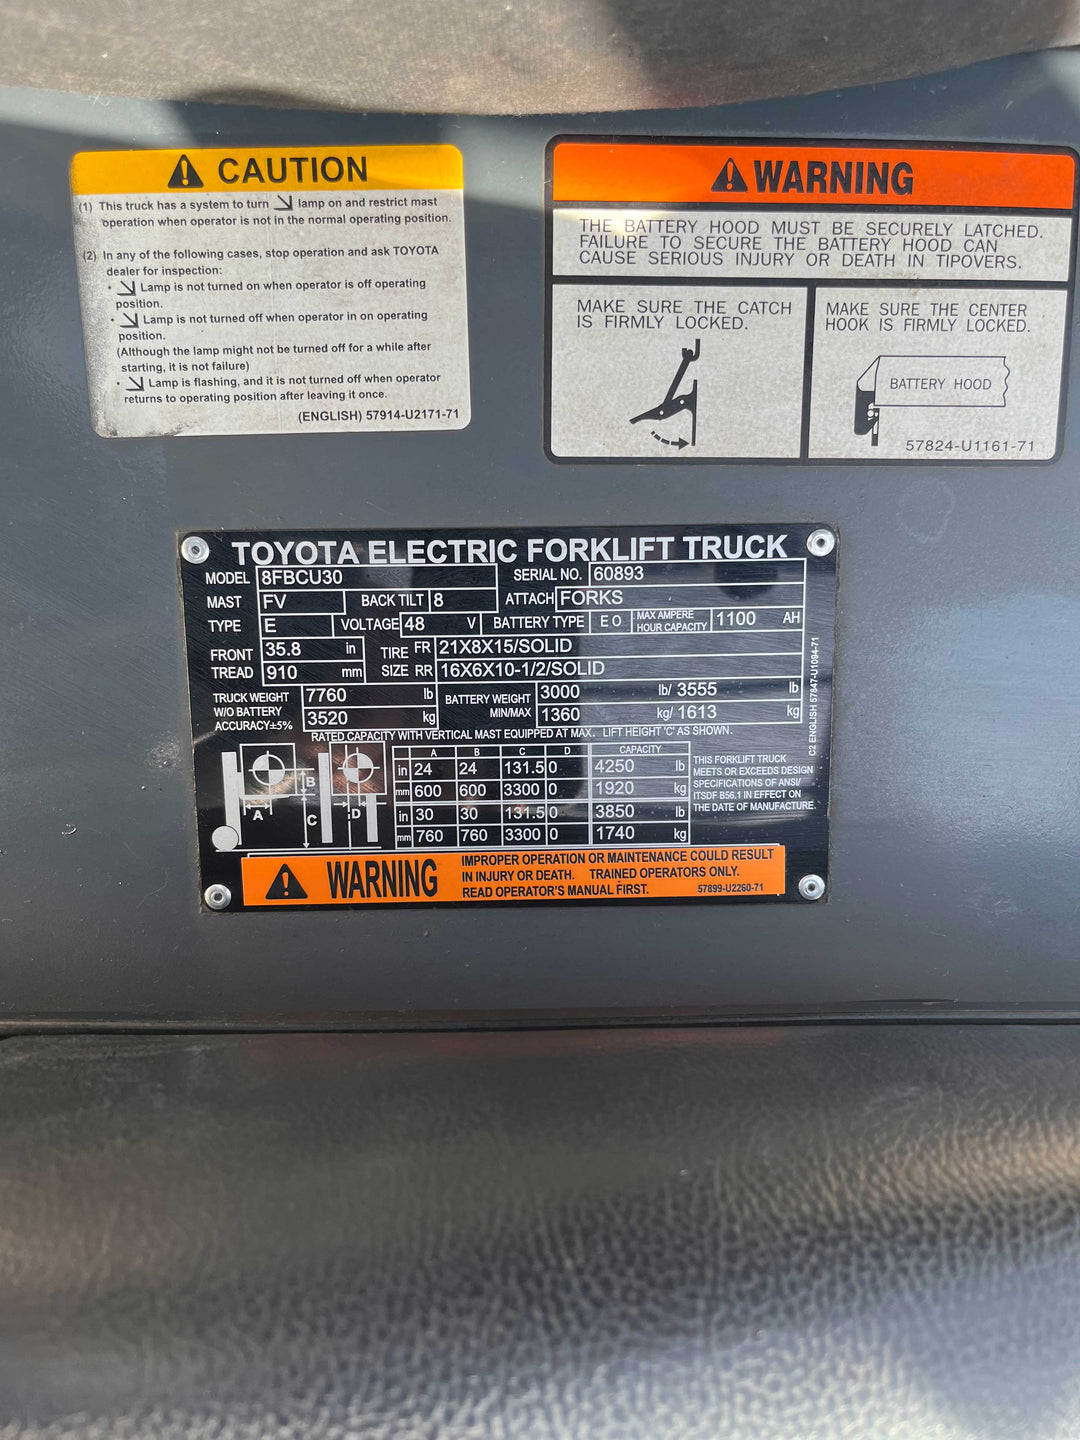 CAUTION
(1) This truck has a system to turn lamp on and restrict mast
operation when operator is not in the normal operating position.
(2) In any of the following cases, stop operation and ask TOYOTA
dealer for inspection:
• Lamp is not turned on when operator is off operating
position.
• Lamp is not turned off when operator in on operating
position.
(Although the lamp might not be turned off for a while after
starting, it is not failure)
• Lamp is flashing, and it is not turned off when operator
returns to operating position after leaving it once.
(ENGLISH) 57914-U2171-71
WARNING
THE BATTERY HOOD MUST BE SECURELY LATCHED.
FAILURE TO SECURE THE BATTERY HOOD CAN
CAUSE SERIOUS INJURY OR DEATH IN TIPOVERS.
MAKE SURE THE CATCH
IS FIRMLY LOCKED.
MAKE SURE THE CENTER
HOOK IS FIRMLY LOCKED.
BATTERY HOOD
57824-U1161-71
TOYOTA ELECTRIC FORKLIFT TRUCK
MODEL 8FBCU30 SERIAL NO. 60893
MAST FV BACK TILT 8 ATTACH FORKS
TYPE E VOLTAGE 48 V BATTERY TYPE E O MAX AMPERE HOUR CAPACITY 1100 AH
FRONT TREAD 35.8 in TIRE SIZE FR 21X8X15/SOLID
910 mm RR 16X6X10-1/2/SOLID
TRUCK WEIGHT W/O BATTERY ACCURACY±5% 7760 lb BATTERY WEIGHT MIN/MAX 3000 lb/ 3555 lb
3520 kg 1360 kg/ 1613 kg
RATED CAPACITY WITH VERTICAL MAST EQUIPPED AT MAX. LIFT HEIGHT 'C' AS SHOWN.
A B C D CAPACITY
in 24 24 131.5 0 4250 lb
mm 600 600 3300 0 1920 kg
in 30 30 131.5 0 3850 lb
mm 760 760 3300 0 1740 kg
A B C D
THIS FORKLIFT TRUCK
MEETS OR EXCEEDS DESIGN
SPECIFICATIONS OF ANSI/
ITSDF B56.1 IN EFFECT ON
THE DATE OF MANUFACTURE.
C2 ENGLISH 57847-U1094-71
WARNING
IMPROPER OPERATION OR MAINTENANCE COULD RESULT
IN INJURY OR DEATH. TRAINED OPERATORS ONLY.
READ OPERATOR'S MANUAL FIRST. 57899-U2260-71